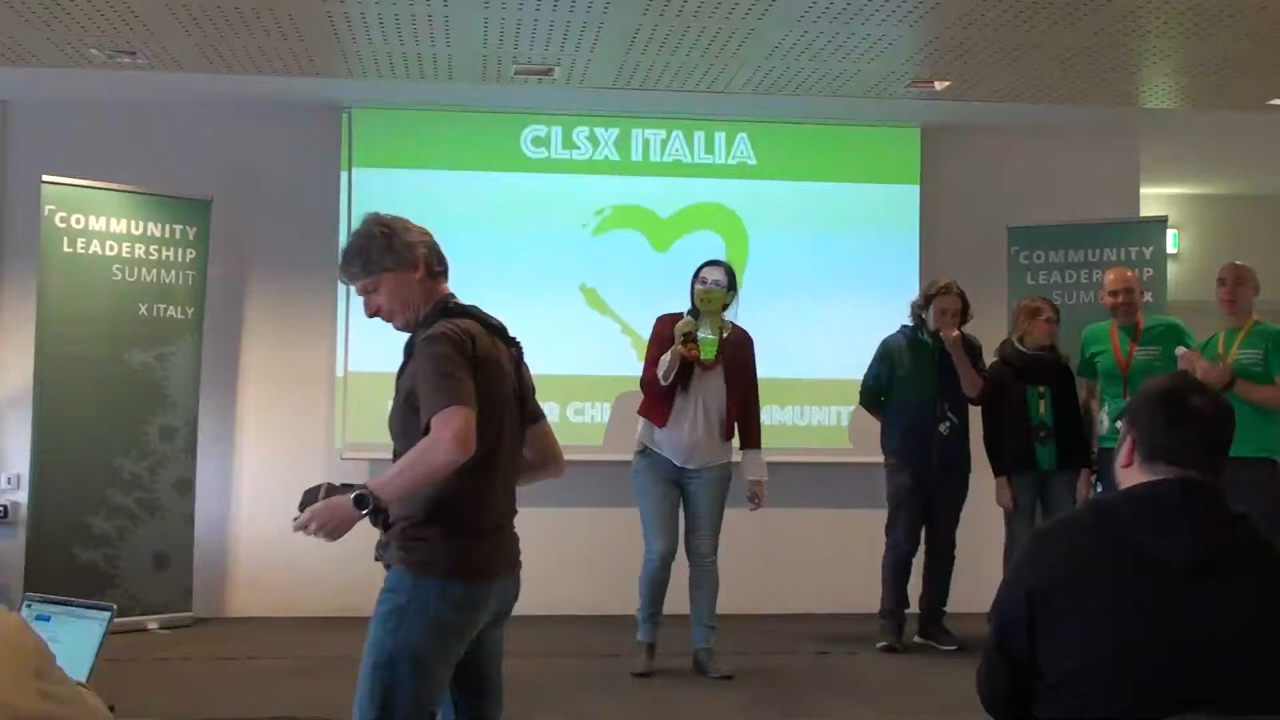 CLSX ITALIA
COMMUNITY
LEADERSHIP
SUMMIT
X ITALY
COMMUNITY
LEADERSHIP